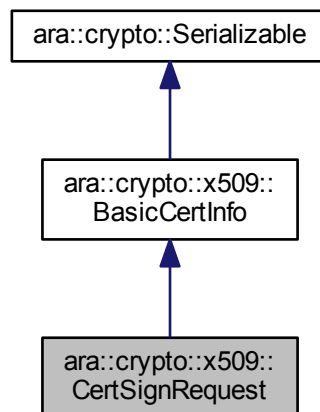 ara::crypto::Serializable
ara::crypto::x509::
BasicCertInfo
ara::crypto::x509::
CertSignRequest